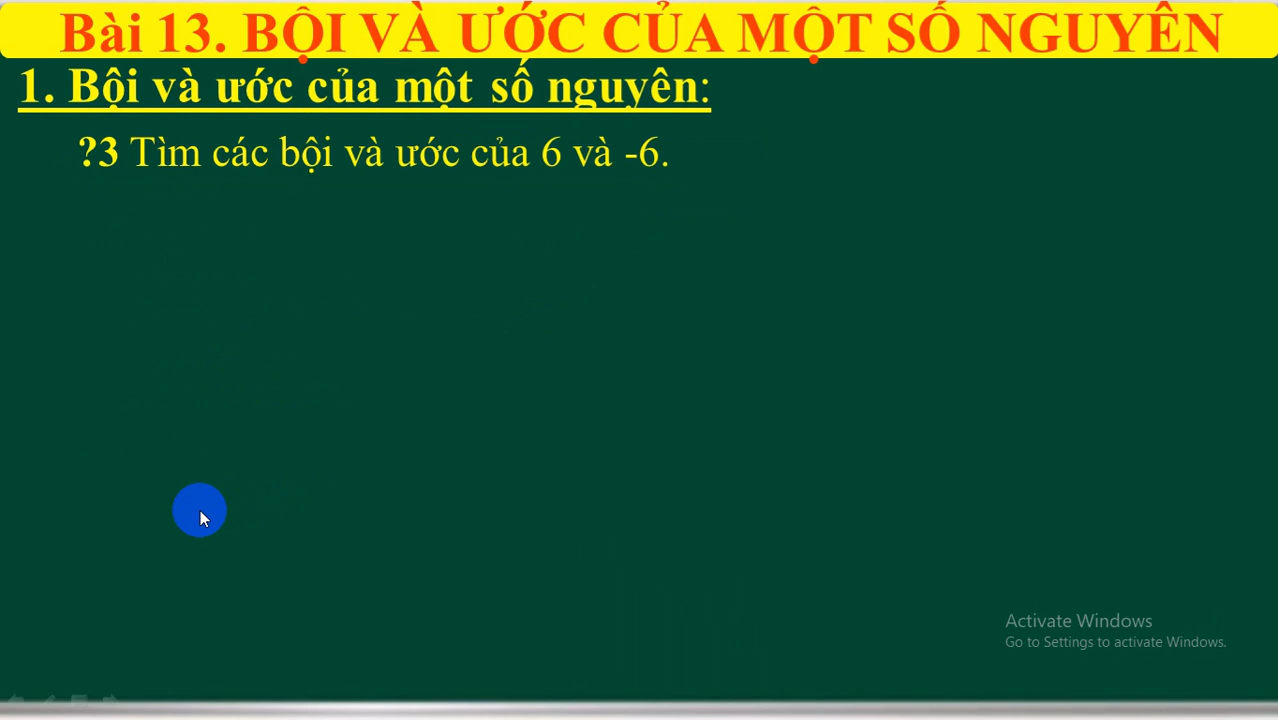 Bài 13. BỘI VÀ ƯỚC CỦA MỘT SỐ NGUYÊN
1. Bội và ước của một số nguyên:
?3 Tìm các bội và ước của 6 và -6.
Activate Windows
Go to Settings to activate Windows.